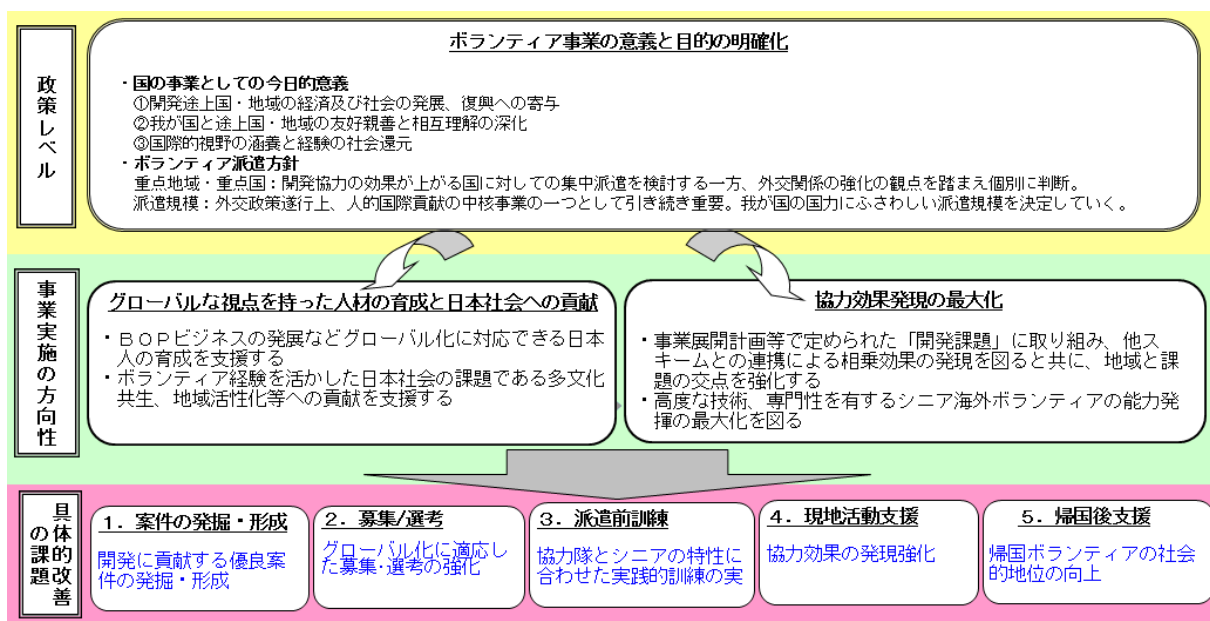 政策レベル
ボランティア事業の意義と目的の明確化
・国の事業としての今日的意義
①開発途上国・地域の経済及び社会の発展、復興への寄与
②我が国と途上国・地域の友好親善と相互理解の深化
③国際的視野の涵養と経験の社会還元
・ボランティア派遣方針
重点地域・重点国：開発協力の効果が上がる国に対しての集中派遣を検討する一方、外交関係の強化の観点を踏まえ個別に判断。
派遣規模：外交政策遂行上、人的国際貢献の中核事業の一つとして引き続き重要。我が国の国力にふさわしい派遣規模を決定していく。
事業実施の方向性
グローバルな視点を持った人材の育成と日本社会への貢献
・ＢＯＰビジネスの発展などグローバル化に対応できる日本
人の育成を支援する
・ボランティア経験を活かした日本社会の課題である多文化
共生、地域活性化等への貢献を支援する
協力効果発現の最大化
・事業展開計画等で定められた「開発課題」に取り組み、他ス
キームとの連携による相乗効果の発現を図ると共に、地域と課
題の交点を強化する
・高度な技術、専門性を有するシニア海外ボランティアの能力発
揮の最大化を図る
具体的改善
の課題
１．案件の発掘・形成
開発に貢献する優良案
件の発掘・形成
２．募集/選考
グローバル化に適応し
た募集・選考の強化
３．派遣前訓練
協力隊とシニアの特性に
合わせた実践的訓練の実
４．現地活動支援
協力効果の発現強化
５．帰国後支援
帰国ボランティアの社会
的地位の向上